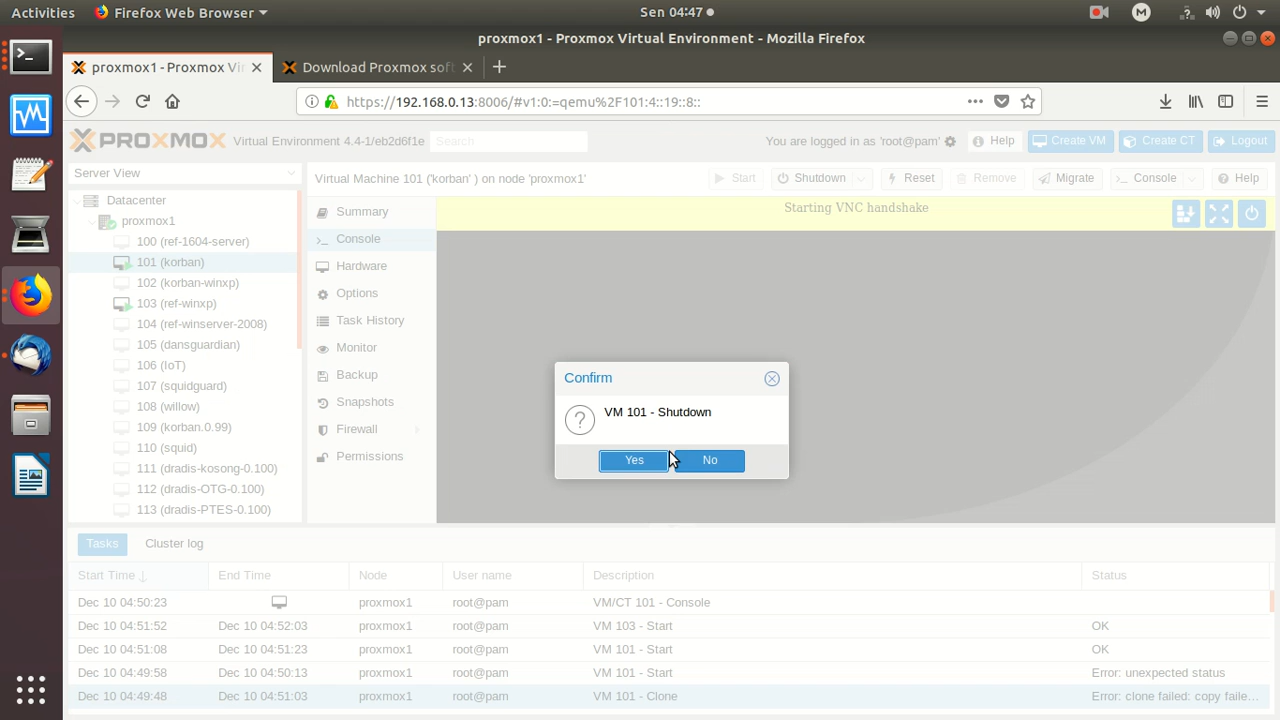 Activities
Firefox Web Browser
Sen 04:47
proxmox1 - Proxmox Virtual Environment - Mozilla Firefox
proxmox1 - Proxmox Vir
Download Proxmox soft
https://192.168.0.13:8006/#v1:0:=qemu%2F101:4::19::8::
PROXMOX
Virtual Environment 4.4-1/eb2d6f1e
Search
You are logged in as 'root@pam'
Help
Create VM
Create CT
Logout
Server View
Virtual Machine 101 ('korban' ) on node 'proxmox1'
Start
Shutdown
Reset
Remove
Migrate
Console
Help
Datacenter
proxmox1
100 (ref-1604-server)
101 (korban)
102 (korban-winxp)
103 (ref-winxp)
104 (ref-winserver-2008)
105 (dansguardian)
106 (IoT)
107 (squidguard)
108 (willow)
109 (korban.0.99)
110 (squid)
111 (dradis-kosong-0.100)
112 (dradis-OTG-0.100)
113 (dradis-PTES-0.100)
Summary
Console
Hardware
Options
Task History
Monitor
Backup
Snapshots
Firewall
Permissions
Starting VNC handshake
Confirm
VM 101 - Shutdown
Yes
No
Tasks
Cluster log
Start Time
End Time
Node
User name
Description
Status
Dec 10 04:50:23
proxmox1
root@pam
VM/CT 101 - Console
Dec 10 04:51:52
Dec 10 04:52:03
proxmox1
root@pam
VM 103 - Start
OK
Dec 10 04:51:08
Dec 10 04:51:23
proxmox1
root@pam
VM 101 - Start
OK
Dec 10 04:49:58
Dec 10 04:50:13
proxmox1
root@pam
VM 101 - Start
Error: unexpected status
Dec 10 04:49:48
Dec 10 04:51:03
proxmox1
root@pam
VM 101 - Clone
Error: clone failed: copy faile...